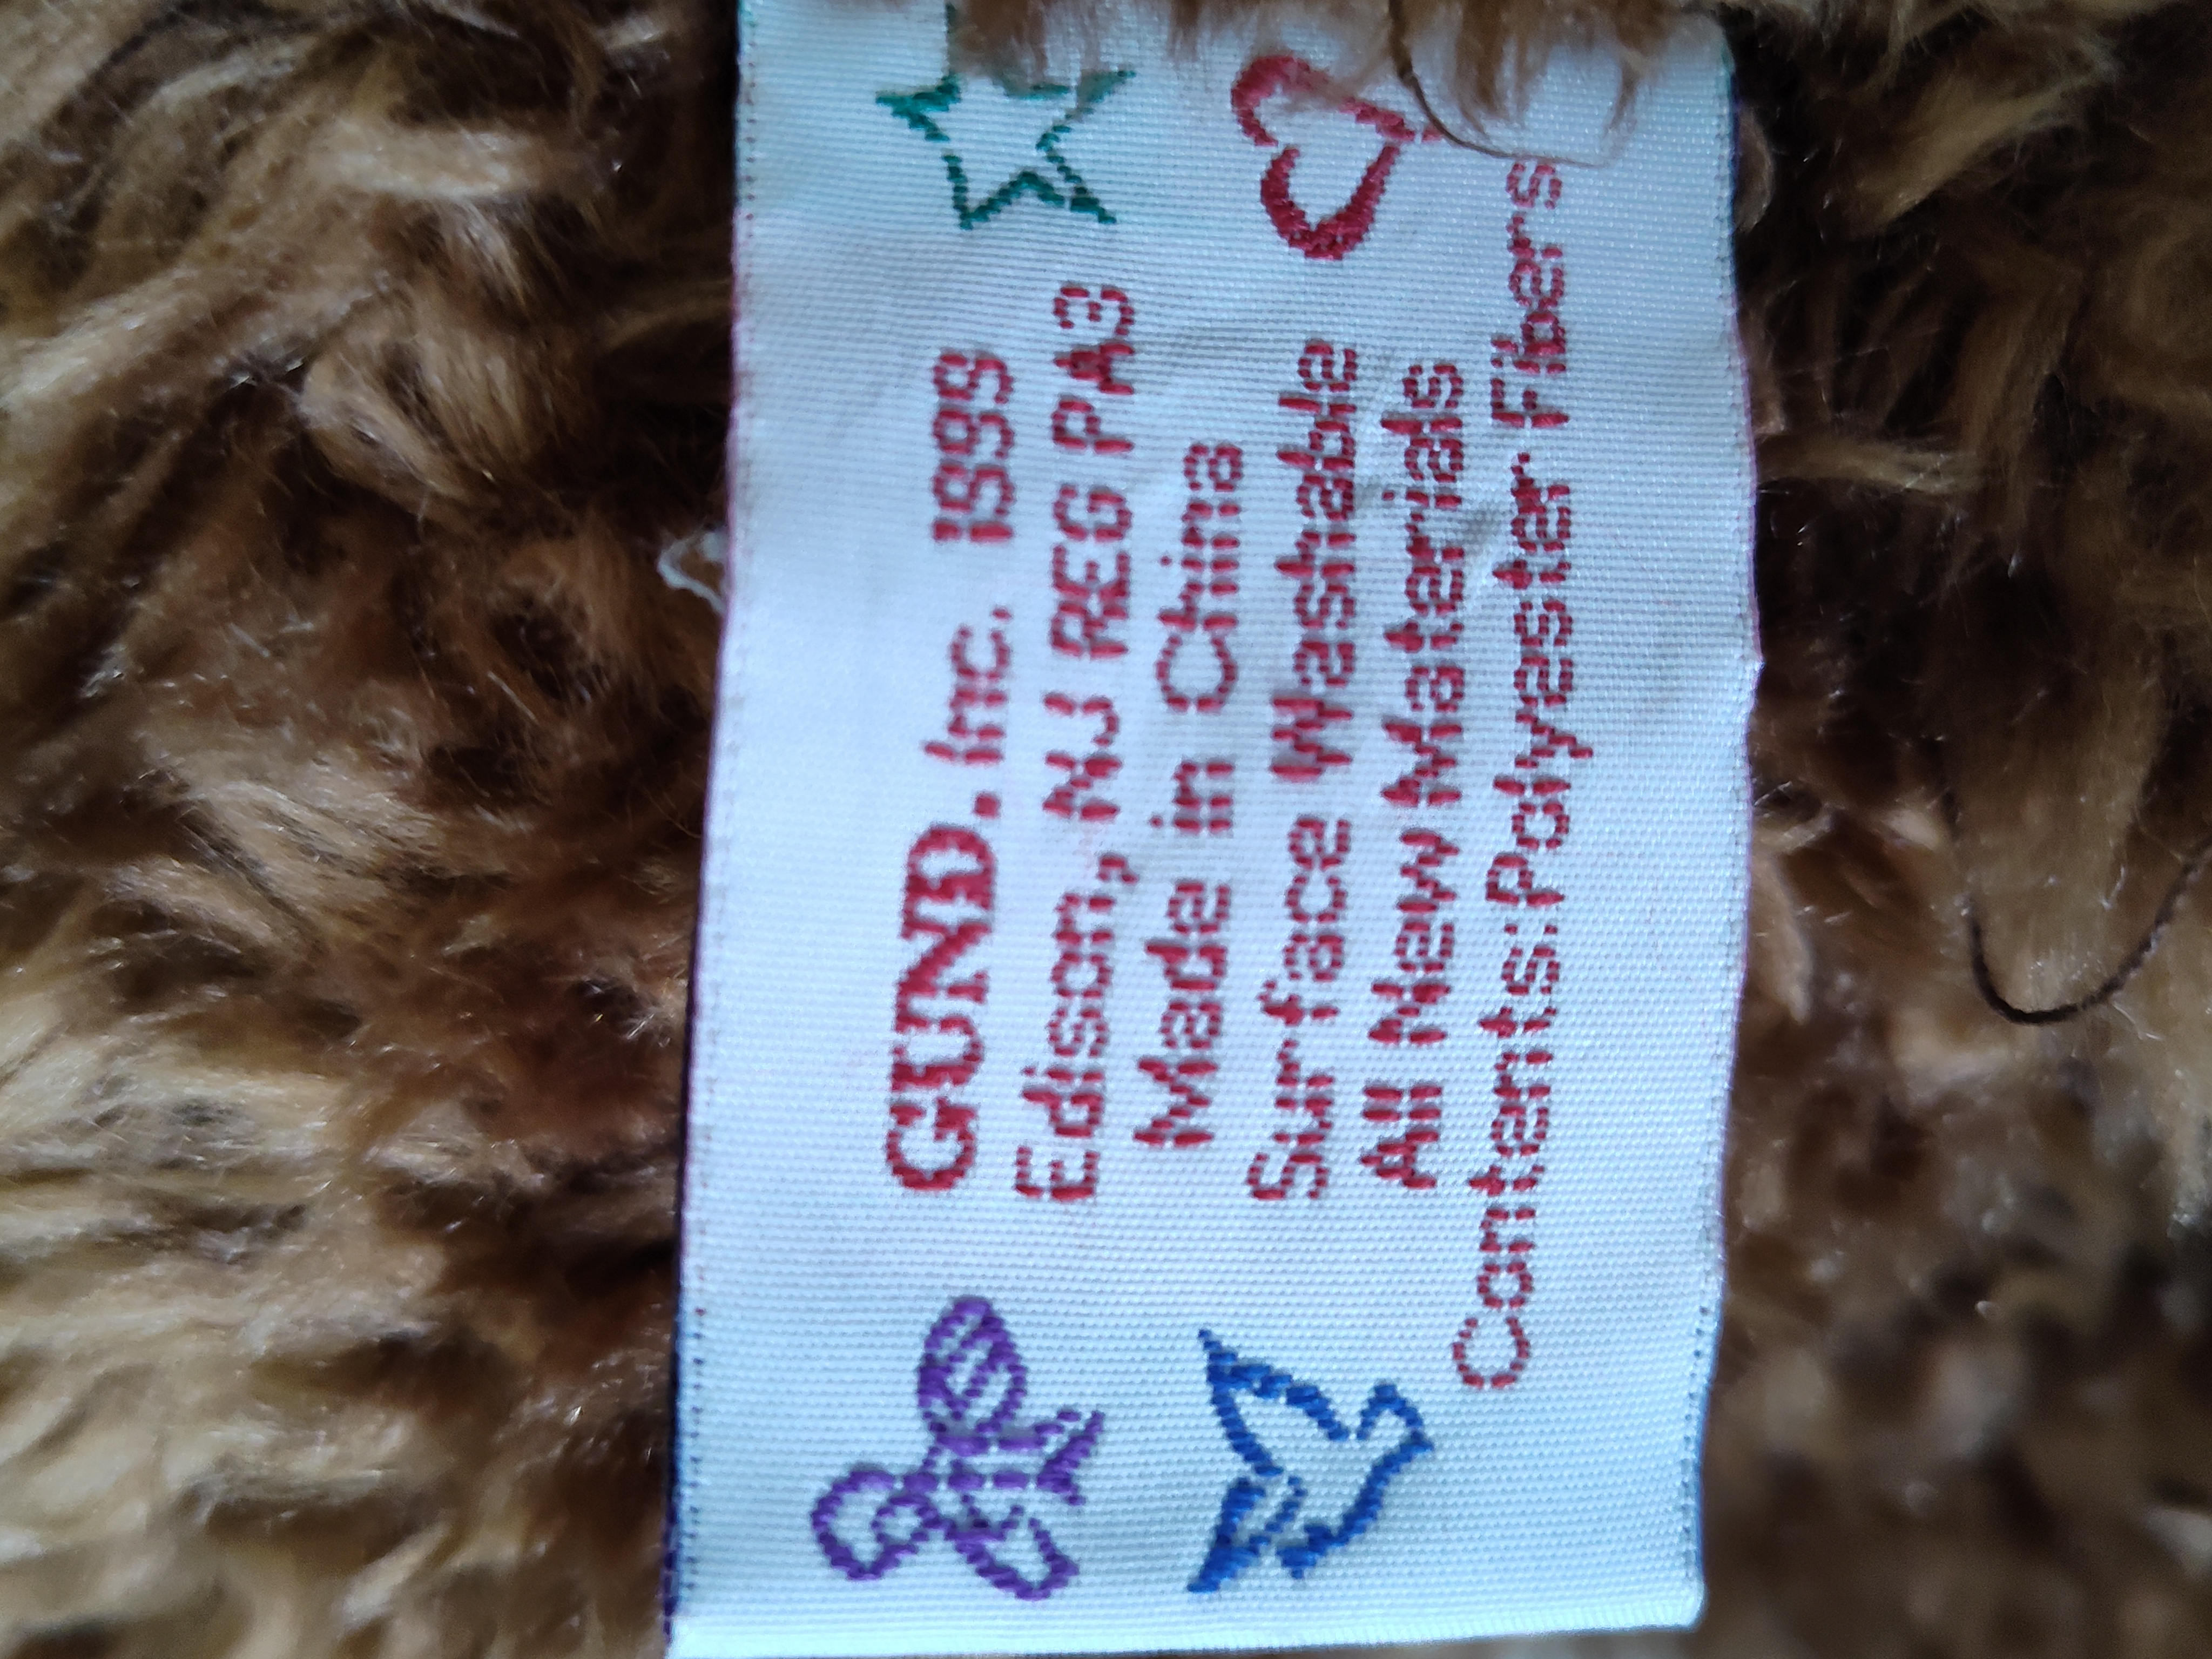 GUND. Inc. 1999
Edison, NJ REG PA3
Made in China
Surface Washable
All New Materials
Contents:Polyester Fibers